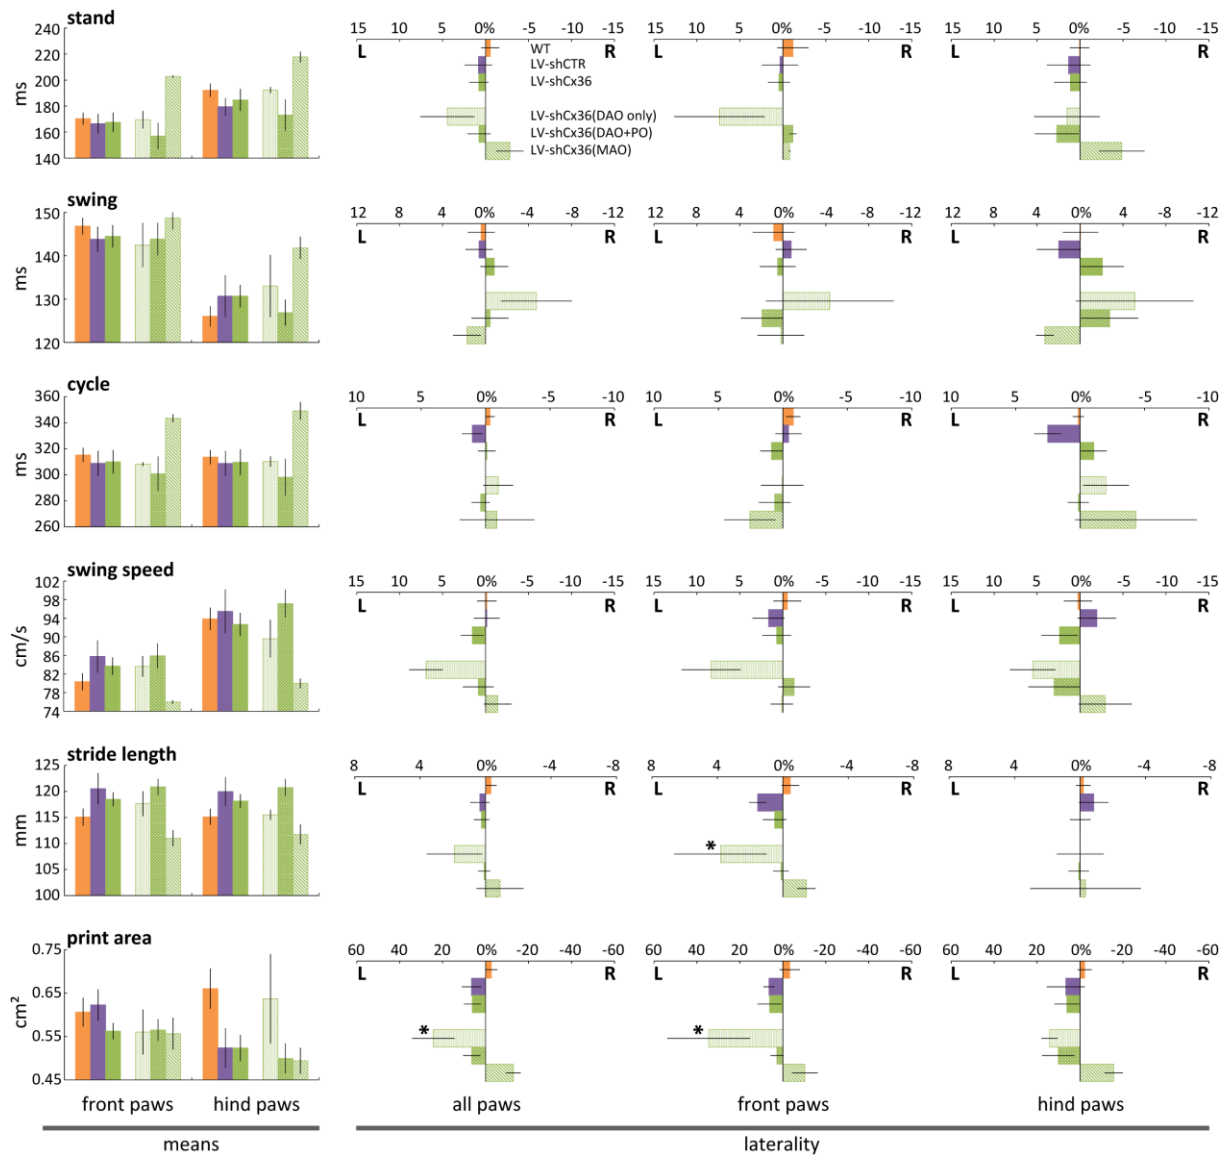 stand
240
220
200
180
160
140
ms
15 10 5 0% -5 -10 -15
L R
WT
LV-shCTR
LV-shCx36
LV-shCx36(DAO only)
LV-shCx36(DAO+PO)
LV-shCx36(MAO)
15 10 5 0% -5 -10 -15
L R
15 10 5 0% -5 -10 -15
L R
swing
150
140
130
120
ms
12 8 4 0% -4 -8 -12
L R
12 8 4 0% -4 -8 -12
L R
12 8 4 0% 4 -8 -12
L R
cycle
360
340
320
300
280
260
ms
10 5 0% -5 -10
L R
10 5 0% -5 -10
L R
10 5 0% -5 -10
L R
swing speed
102
98
94
90
86
82
78
74
cm/s
15 10 5 0% -5 -10 -15
L R
15 10 5 0% -5 -10 -15
L R
15 10 5 0% -5 -10 -15
L R
stride length
125
120
115
110
105
100
mm
8 4 0% -4 -8
L R
8 4 0% -4 -8
L R
*
8 4 0% -4 -8
L R
print area
0.75
0.65
0.55
0.45
cm²
60 40 20 0% -20 -40 -60
L R
*
60 40 20 0% -20 -40 -60
L R
*
60 40 20 0% -20 -40 -60
L R
front paws hind paws all paws front paws hind paws
means laterality